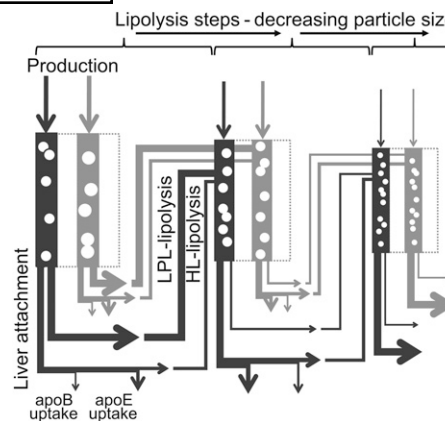 Lipolysis steps - decreasing particle siz
Production
LPL-lipolysis
HL-lipolysis
Liver attachment
apoB apoE
uptake uptake